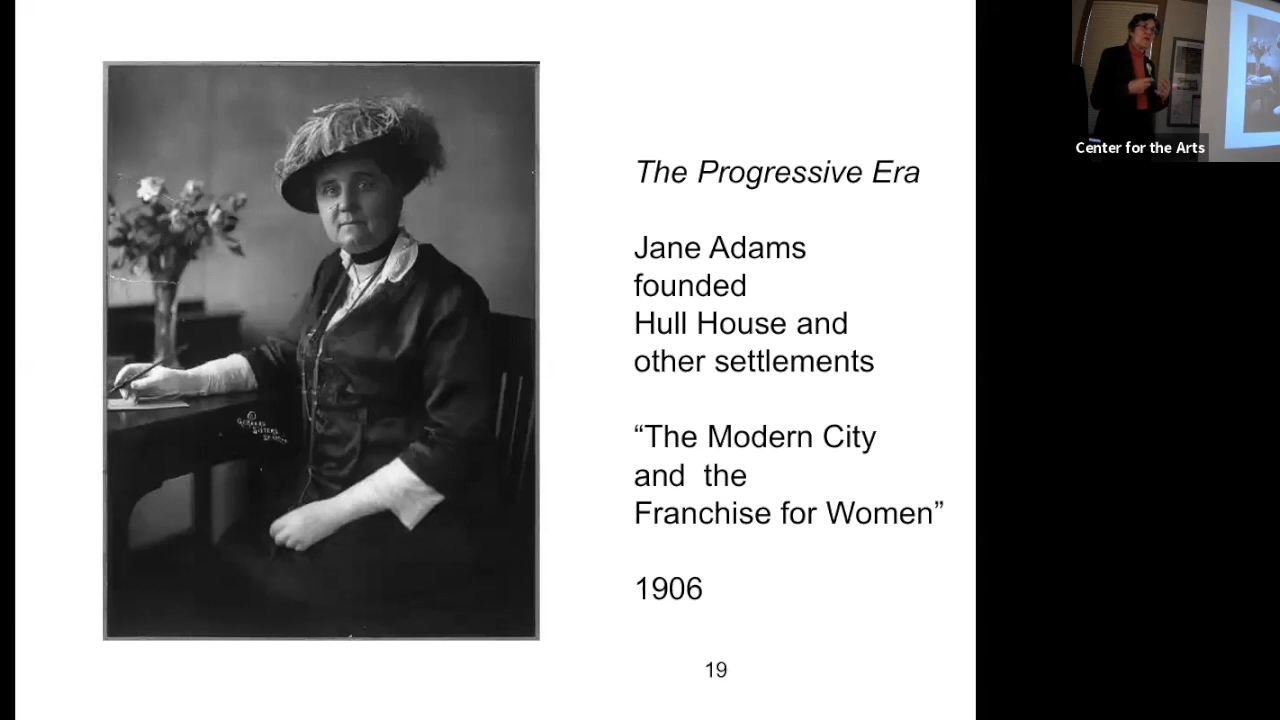 The Progressive Era
Jane Adams
founded
Hull House and
other settlements
“The Modern City
and the
Franchise for Women”
1906
19
Center for the Arts